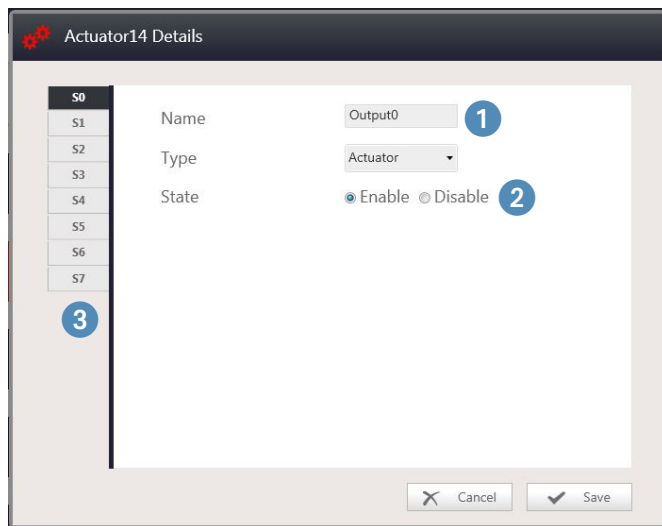 Actuator14 Details
S0
S1
S2
S3
S4
S5
S6
S7
3
Name
Output0
1
Type
Actuator
State
Enable
Disable
2
Cancel
Save